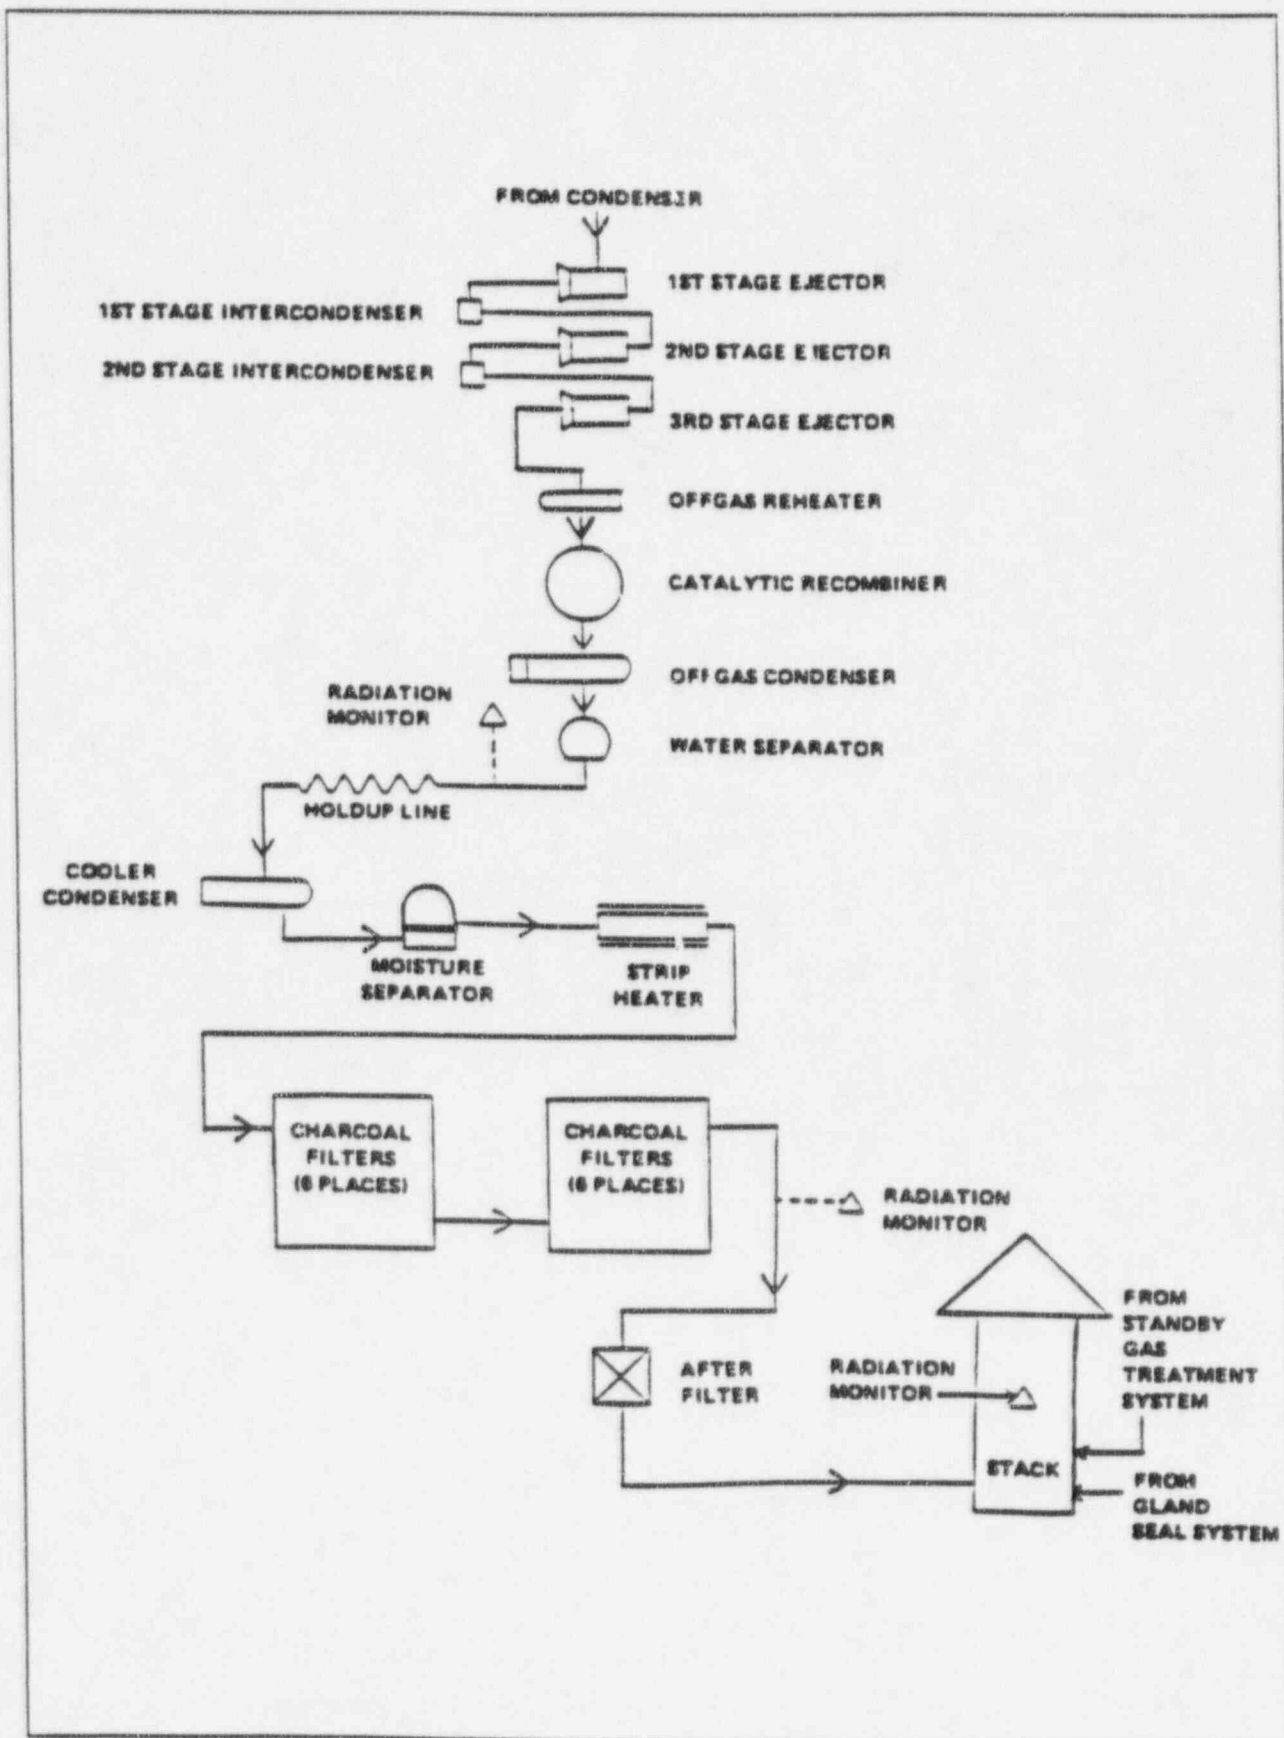 FROM CONDENSER
1ST STAGE EJECTOR
1ST STAGE INTERCONDENSER
2ND STAGE EJECTOR
2ND STAGE INTERCONDENSER
3RD STAGE EJECTOR
OFFGAS REHEATER
CATALYTIC RECOMBINER
OFFGAS CONDENSER
RADIATION
MONITOR
WATER SEPARATOR
HOLDUP LINE
COOLER
CONDENSER
MOISTURE
SEPARATOR
STRIP
HEATER
CHARCOAL
FILTERS
(6 PLACES)
CHARCOAL
FILTERS
(6 PLACES)
RADIATION
MONITOR
AFTER
FILTER
RADIATION
MONITOR
FROM
STANDBY
GAS
TREATMENT
SYSTEM
STACK
FROM
GLAND
SEAL SYSTEM